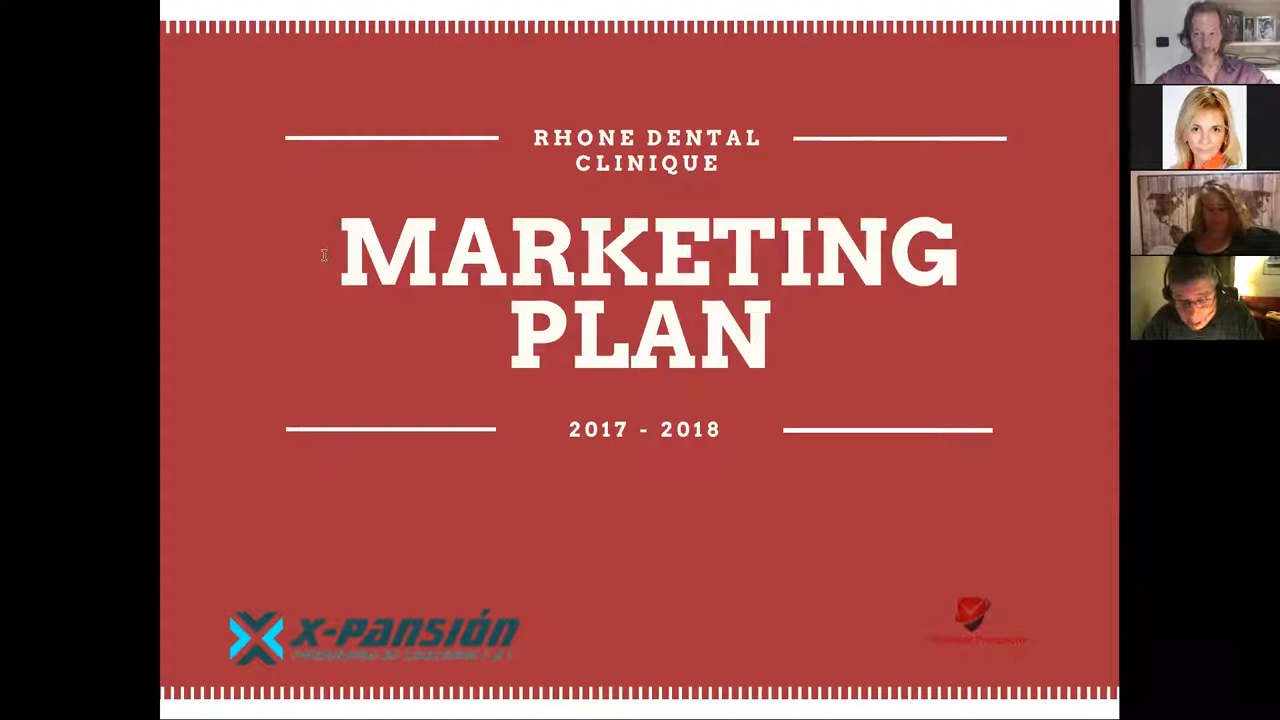 RHONE DENTAL
CLINIQUE
MARKETING
PLAN
2017 - 2018
X-PANSIÓN